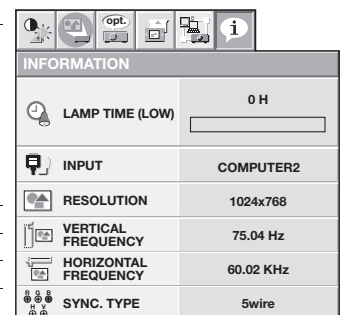 opt.
i
INFORMATION
LAMP TIME (LOW)
0 H
INPUT
COMPUTER2
RESOLUTION
1024x768
VERTICAL
FREQUENCY
75.04 Hz
HORIZONTAL
FREQUENCY
60.02 KHz
R G B
H V
SYNC. TYPE
5wire